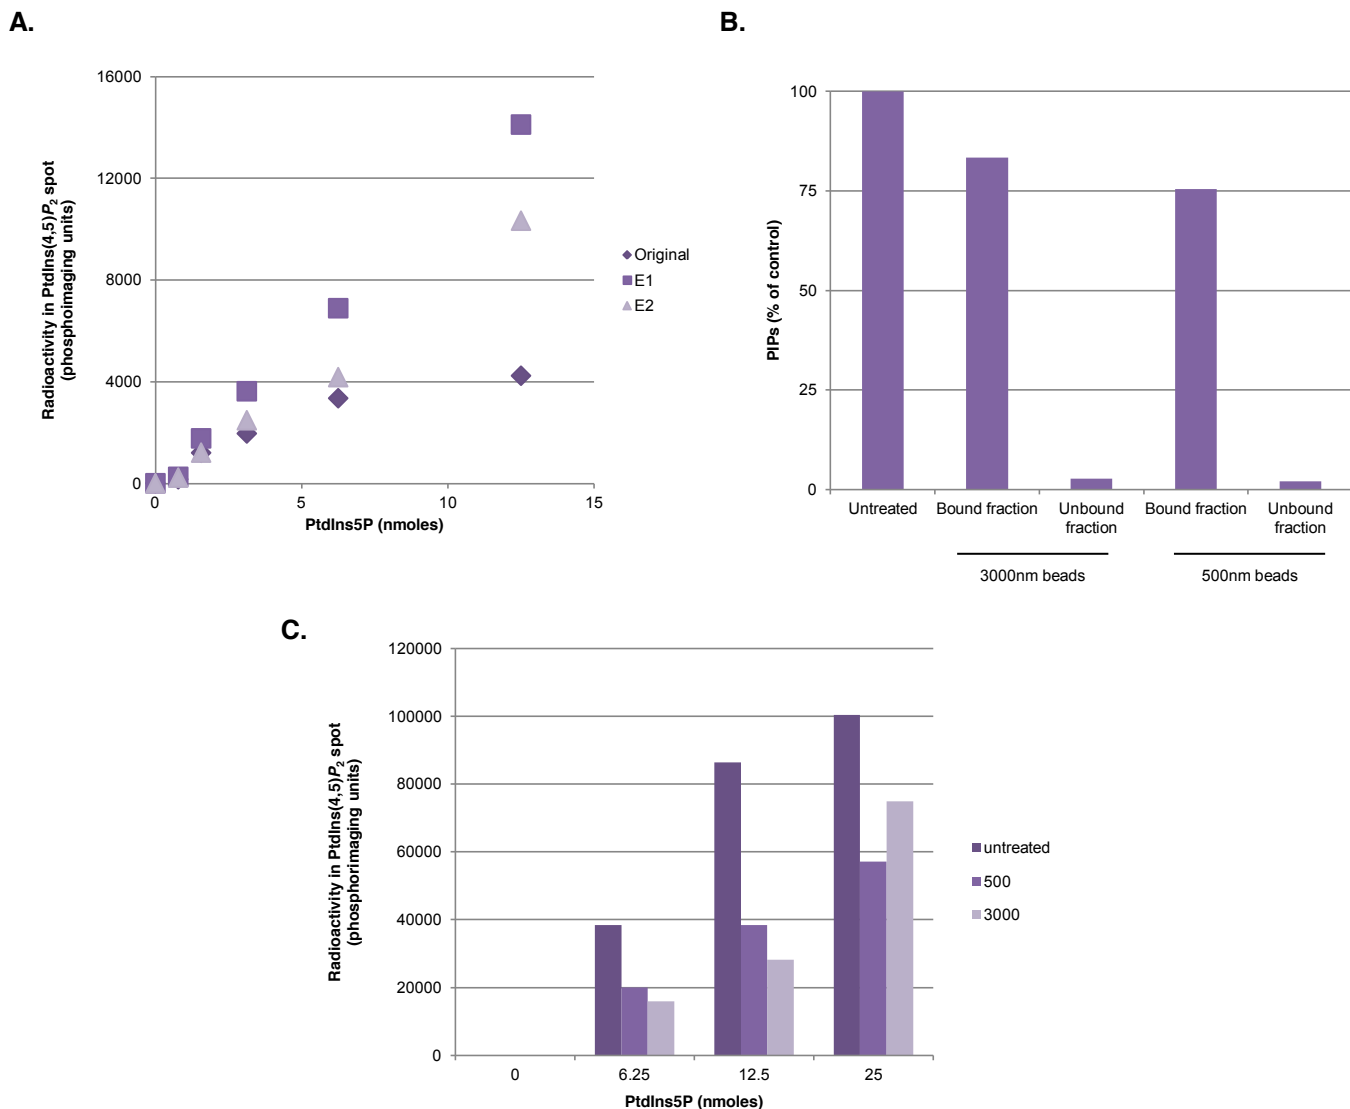 A.
16000
12000
8000
4000
0
0
5
10
15
PtdIns5P (nmoles)
Radioactivity in PtdIns(4,5)P2 spot
(phosphoimaging units)
Original
E1
E2
B.
100
75
50
25
0
PIPs (% of control)
Untreated
Bound fraction
Unbound
fraction
Bound fraction
Unbound
fraction
3000nm beads
500nm beads
C.
120000
100000
80000
60000
40000
20000
0
0
6.25
12.5
25
PtdIns5P (nmoles)
Radioactivity in PtdIns(4,5)P2 spot
(phosphorimaging units)
untreated
500
3000